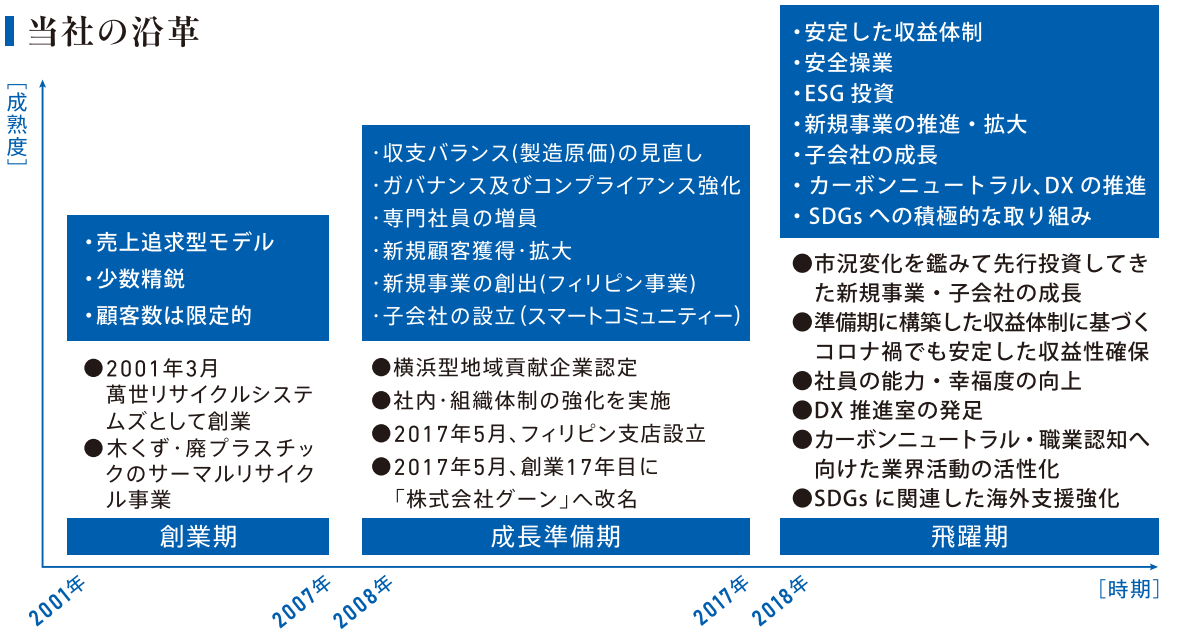 当社の沿革
［成熟度］
・売上追求型モデル
・少数精鋭
・顧客数は限定的
●2001年3月
萬世リサイクルシステ
ムズとして創業
●木くず・廃プラスチッ
クのサーマルリサイク
ル事業
創業期
・収支バランス(製造原価)の見直し
・ガバナンス及びコンプライアンス強化
・専門社員の増員
・新規顧客獲得・拡大
・新規事業の創出(フィリピン事業)
・子会社の設立(スマートコミュニティー)
●横浜型地域貢献企業認定
●社内・組織体制の強化を実施
●2017年5月、フィリピン支店設立
●2017年5月、創業17年目に
「株式会社グーン」へ改名
成長準備期
・安定した収益体制
・安全操業
・ESG 投資
・新規事業の推進・拡大
・子会社の成長
・カーボンニュートラル、DX の推進
・SDGs への積極的な取り組み
●市況変化を鑑みて先行投資してき
た新規事業・子会社の成長
●準備期に構築した収益体制に基づく
コロナ禍でも安定した収益性確保
●社員の能力・幸福度の向上
●DX 推進室の発足
●カーボンニュートラル・職業認知へ
向けた業界活動の活性化
●SDGs に関連した海外支援強化
飛躍期
2001年
2007年
2008年
2017年
2018年
［時期］